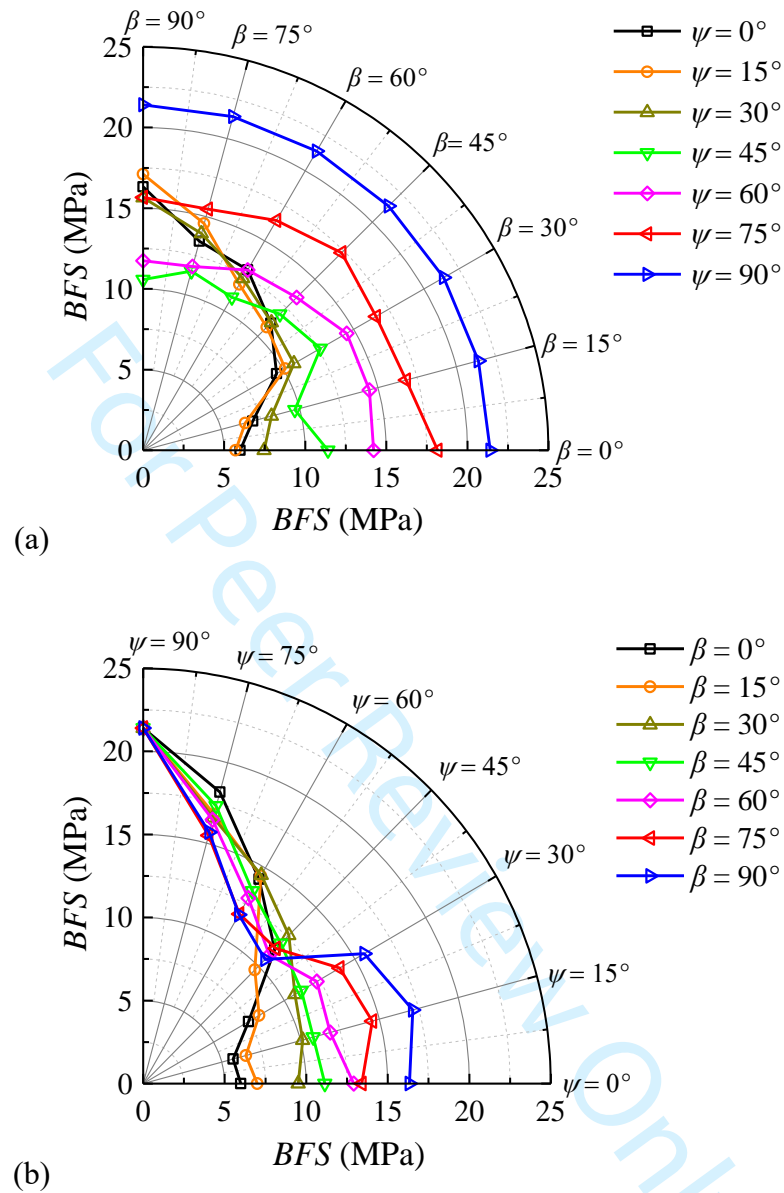 β = 90°
β = 75°
β = 60°
β = 45°
β = 30°
β = 15°
β = 0°
25
20
15
10
5
0
BFS (MPa)
0 5 10 15 20 25
BFS (MPa)
ψ = 0°
ψ = 15°
ψ = 30°
ψ = 45°
ψ = 60°
ψ = 75°
ψ = 90°
(a)
For Peer Review Onl
ψ = 90°
ψ = 75°
ψ = 60°
ψ = 45°
ψ = 30°
ψ = 15°
ψ = 0°
25
20
15
10
5
0
BFS (MPa)
0 5 10 15 20 25
BFS (MPa)
β = 0°
β = 15°
β = 30°
β = 45°
β = 60°
β = 75°
β = 90°
(b)